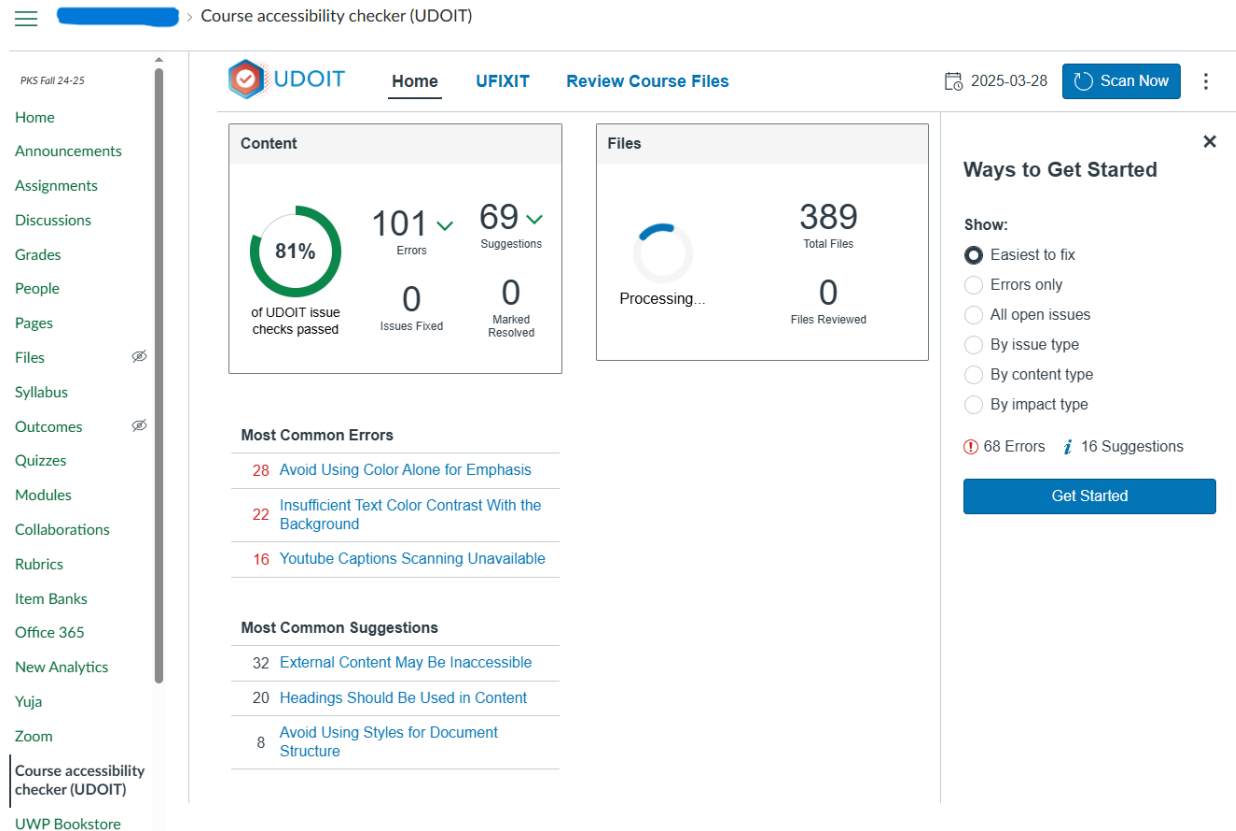 > Course accessibility checker (UDOIT)
PKS Fall 24-25
Home
Announcements
Assignments
Discussions
Grades
People
Pages
Files
Syllabus
Outcomes
Quizzes
Modules
Collaborations
Rubrics
Item Banks
Office 365
New Analytics
Yuja
Zoom
Course accessibility
checker (UDOIT)
UWP Bookstore
UDOIT
Home
UFIXIT
Review Course Files
2025-03-28
Scan Now
Content
81%
of UDOIT issue
checks passed
101
Errors
69
Suggestions
0
Issues Fixed
0
Marked
Resolved
Files
Processing...
389
Total Files
0
Files Reviewed
Most Common Errors
28 Avoid Using Color Alone for Emphasis
22 Insufficient Text Color Contrast With the
Background
16 Youtube Captions Scanning Unavailable
Most Common Suggestions
32 External Content May Be Inaccessible
20 Headings Should Be Used in Content
8 Avoid Using Styles for Document
Structure
Ways to Get Started
Show:
Easiest to fix
Errors only
All open issues
By issue type
By content type
By impact type
68 Errors i 16 Suggestions
Get Started